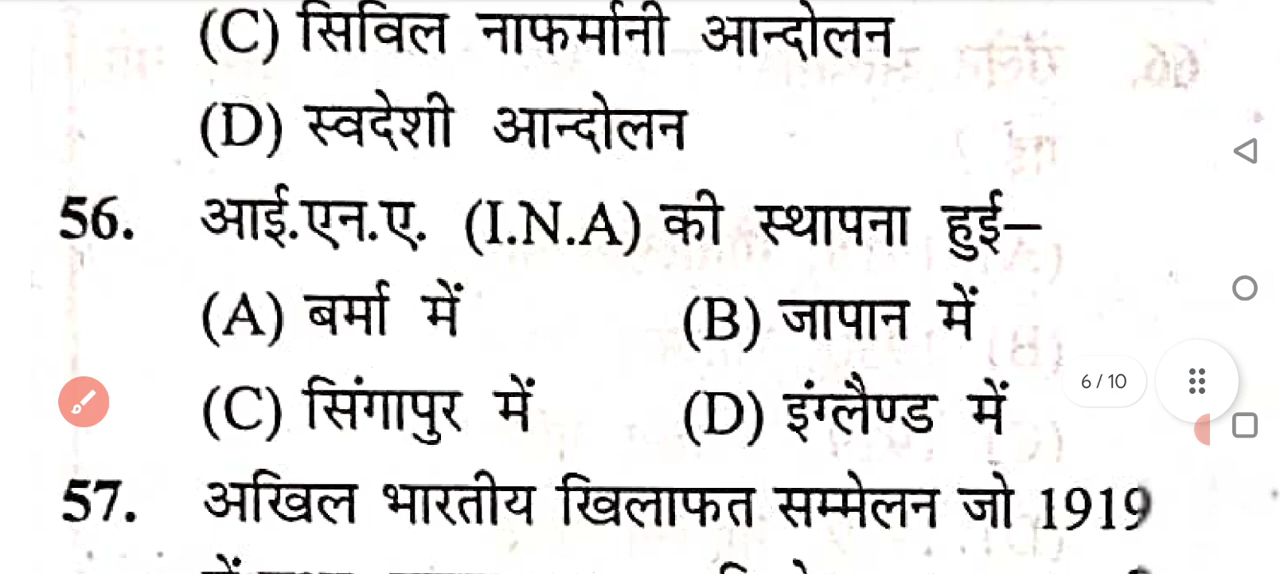 (C) सिविल नाफर्मानी आन्दोलन
(D) स्वदेशी आन्दोलन
56. आई.एन.ए. (I.N.A) की स्थापना हुई–
(A) बर्मा में (B) जापान में
(C) सिंगापुर में (D) इंग्लैण्ड में
6 / 10
57. अखिल भारतीय खिलाफत सम्मेलन जो 1919